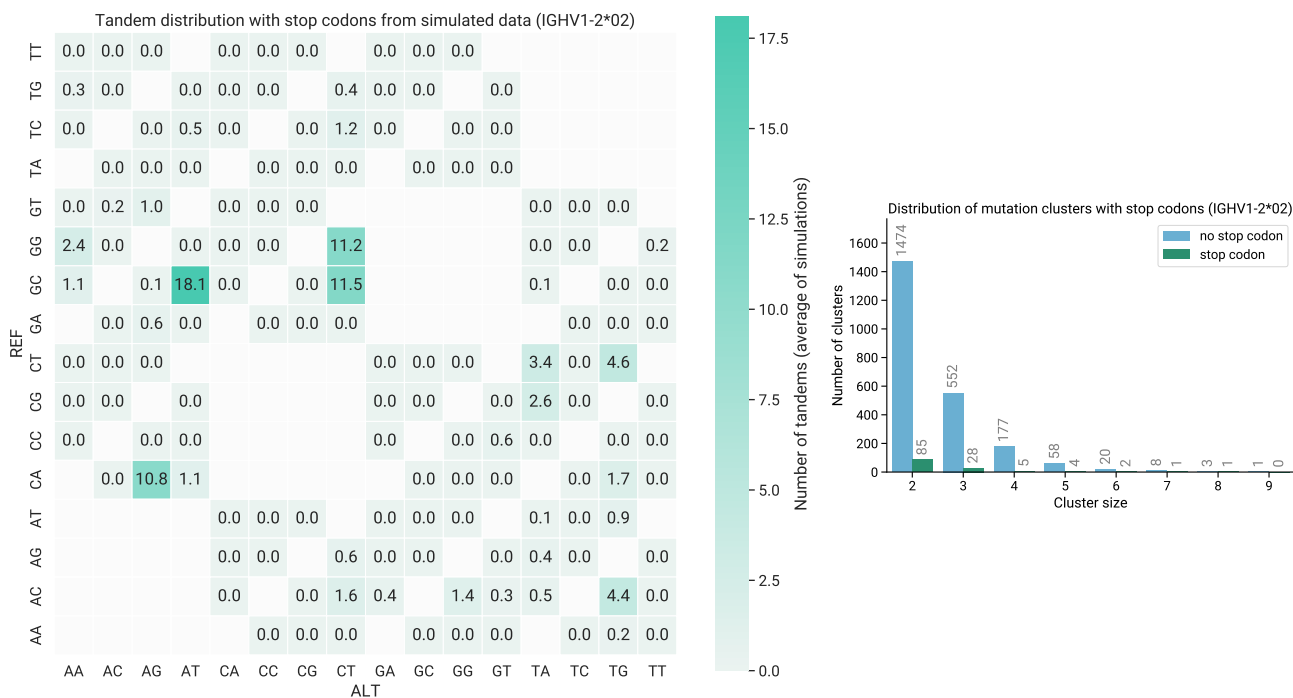 Tandem distribution with stop codons from simulated data (IGHV1-2*02)
TT 0.0 0.0 0.0 0.0 0.0 0.0 0.0 0.0 0.0
TG 0.3 0.0 0.0 0.0 0.0 0.4 0.0 0.0 0.0
TC 0.0 0.0 0.5 0.0 0.0 1.2 0.0 0.0 0.0
TA 0.0 0.0 0.0 0.0 0.0 0.0 0.0 0.0 0.0
GT 0.0 0.2 1.0 0.0 0.0 0.0 0.0 0.0 0.0
GG 2.4 0.0 0.0 0.0 0.0 11.2 0.0 0.0 0.2
GC 1.1 0.1 18.1 0.0 0.0 11.5 0.1 0.0 0.0
GA 0.0 0.6 0.0 0.0 0.0 0.0 0.0 0.0 0.0
CT 0.0 0.0 0.0 0.0 0.0 0.0 3.4 0.0 4.6
CG 0.0 0.0 0.0 0.0 0.0 0.0 2.6 0.0 0.0
CC 0.0 0.0 0.0 0.0 0.0 0.6 0.0 0.0 0.0
CA 0.0 10.8 1.1 0.0 0.0 0.0 0.0 1.7 0.0
AT 0.0 0.0 0.0 0.0 0.0 0.0 0.1 0.0 0.9
AG 0.0 0.0 0.6 0.0 0.0 0.0 0.4 0.0 0.0
AC 0.0 0.0 1.6 0.4 1.4 0.3 0.5 4.4 0.0
AA 0.0 0.0 0.0 0.0 0.0 0.0 0.0 0.2 0.0
AA AC AG AT CA CC CG CT GA GC GG GT TA TC TG TT
REF
ALT
17.5
15.0
12.5
10.0
7.5
5.0
2.5
0.0
Number of tandems (average of simulations)
Distribution of mutation clusters with stop codons (IGHV1-2*02)
no stop codon
stop codon
1600
1400
1200
1000
800
600
400
200
0
Number of clusters
1474 85 552 28 177 5 58 4 20 2 8 1 3 1 1 0
2 3 4 5 6 7 8 9
Cluster size